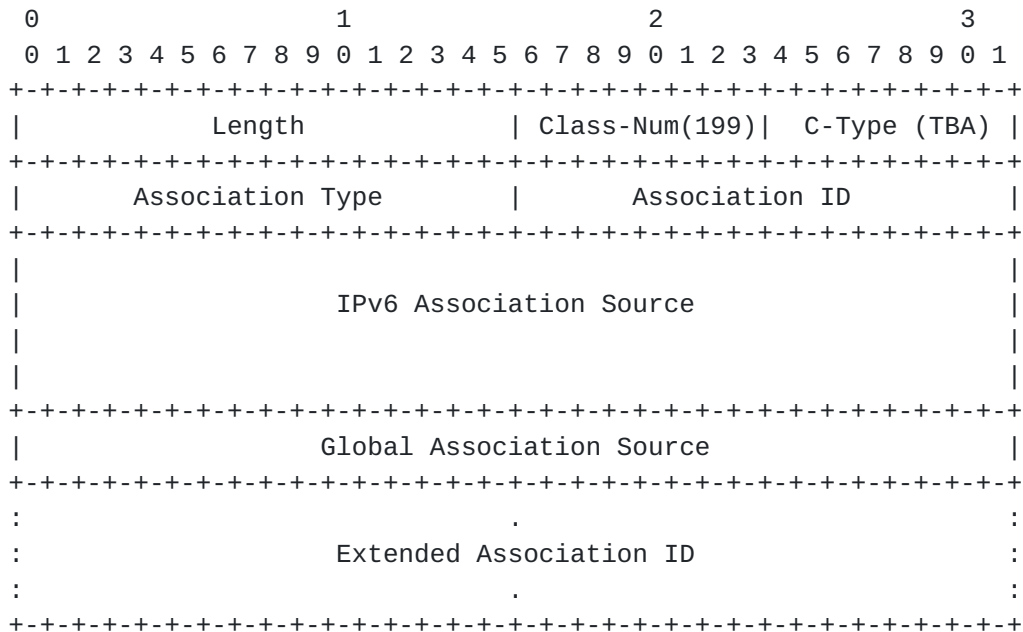 0                   1                   2                   3
 0 1 2 3 4 5 6 7 8 9 0 1 2 3 4 5 6 7 8 9 0 1 2 3 4 5 6 7 8 9 0 1
+-+-+-+-+-+-+-+-+-+-+-+-+-+-+-+-+-+-+-+-+-+-+-+-+-+-+-+-+-+-+-+-+
|            Length             | Class-Num(199)|  C-Type (TBA) |
+-+-+-+-+-+-+-+-+-+-+-+-+-+-+-+-+-+-+-+-+-+-+-+-+-+-+-+-+-+-+-+-+
|       Association Type        |       Association ID          |
+-+-+-+-+-+-+-+-+-+-+-+-+-+-+-+-+-+-+-+-+-+-+-+-+-+-+-+-+-+-+-+-+
|                                                               |
|                    IPv6 Association Source                    |
|                                                               |
|                                                               |
+-+-+-+-+-+-+-+-+-+-+-+-+-+-+-+-+-+-+-+-+-+-+-+-+-+-+-+-+-+-+-+-+
|                   Global Association Source                   |
+-+-+-+-+-+-+-+-+-+-+-+-+-+-+-+-+-+-+-+-+-+-+-+-+-+-+-+-+-+-+-+-+
:                               .                               :
:                    Extended Association ID                    :
:                               .                               :
+-+-+-+-+-+-+-+-+-+-+-+-+-+-+-+-+-+-+-+-+-+-+-+-+-+-+-+-+-+-+-+-+